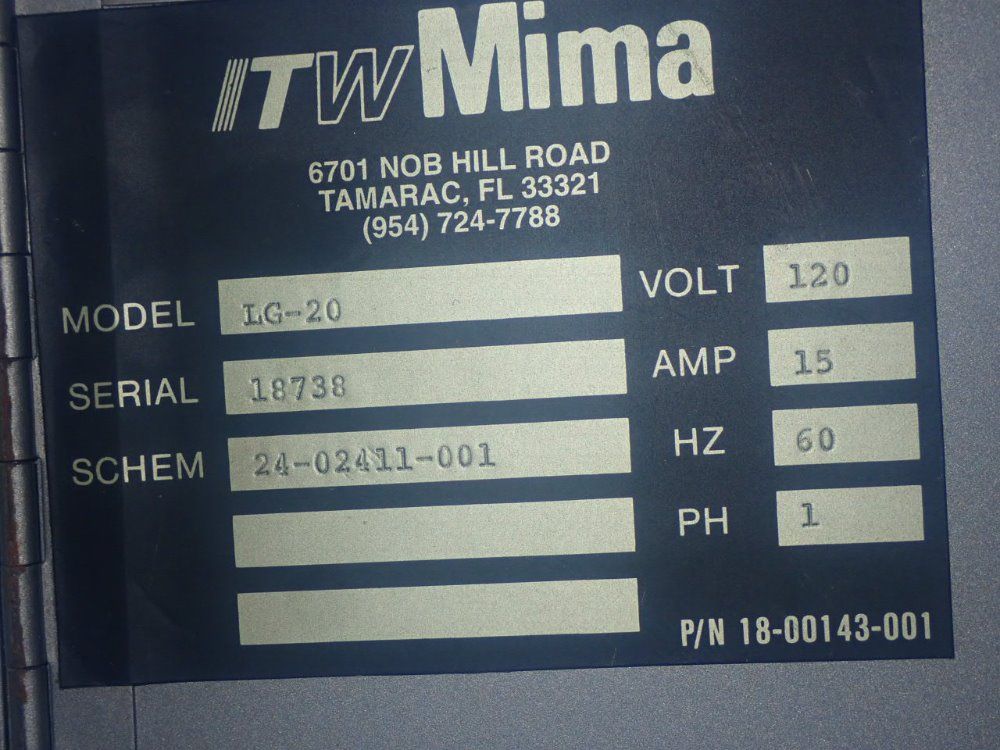 ITW Mima
6701 NOB HILL ROAD
TAMARAC, FL 33321
(954) 724-7788
MODEL LG-20
SERIAL 18738
SCHEM 24-02411-001
VOLT 120
AMP 15
HZ 60
PH 1
P/N 18-00143-001